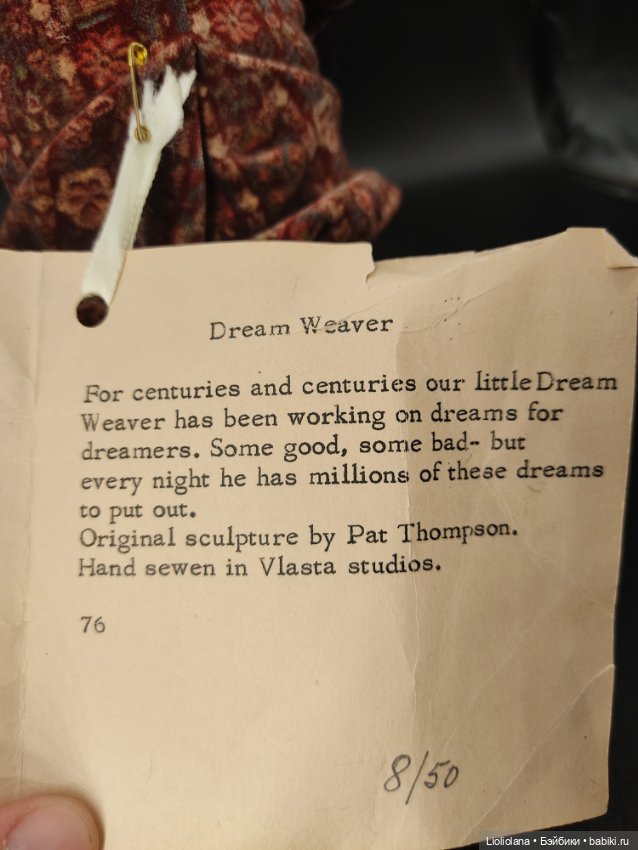 Dream Weaver
For centuries and centuries our little Dream
Weaver has been working on dreams for
dreamers. Some good, some bad- but
every night he has millions of these dreams
to put out.
Original sculpture by Pat Thompson.
Hand sewen in Vlasta studios.
76
8/50
Lioliolana • Бэйбики • babiki.ru